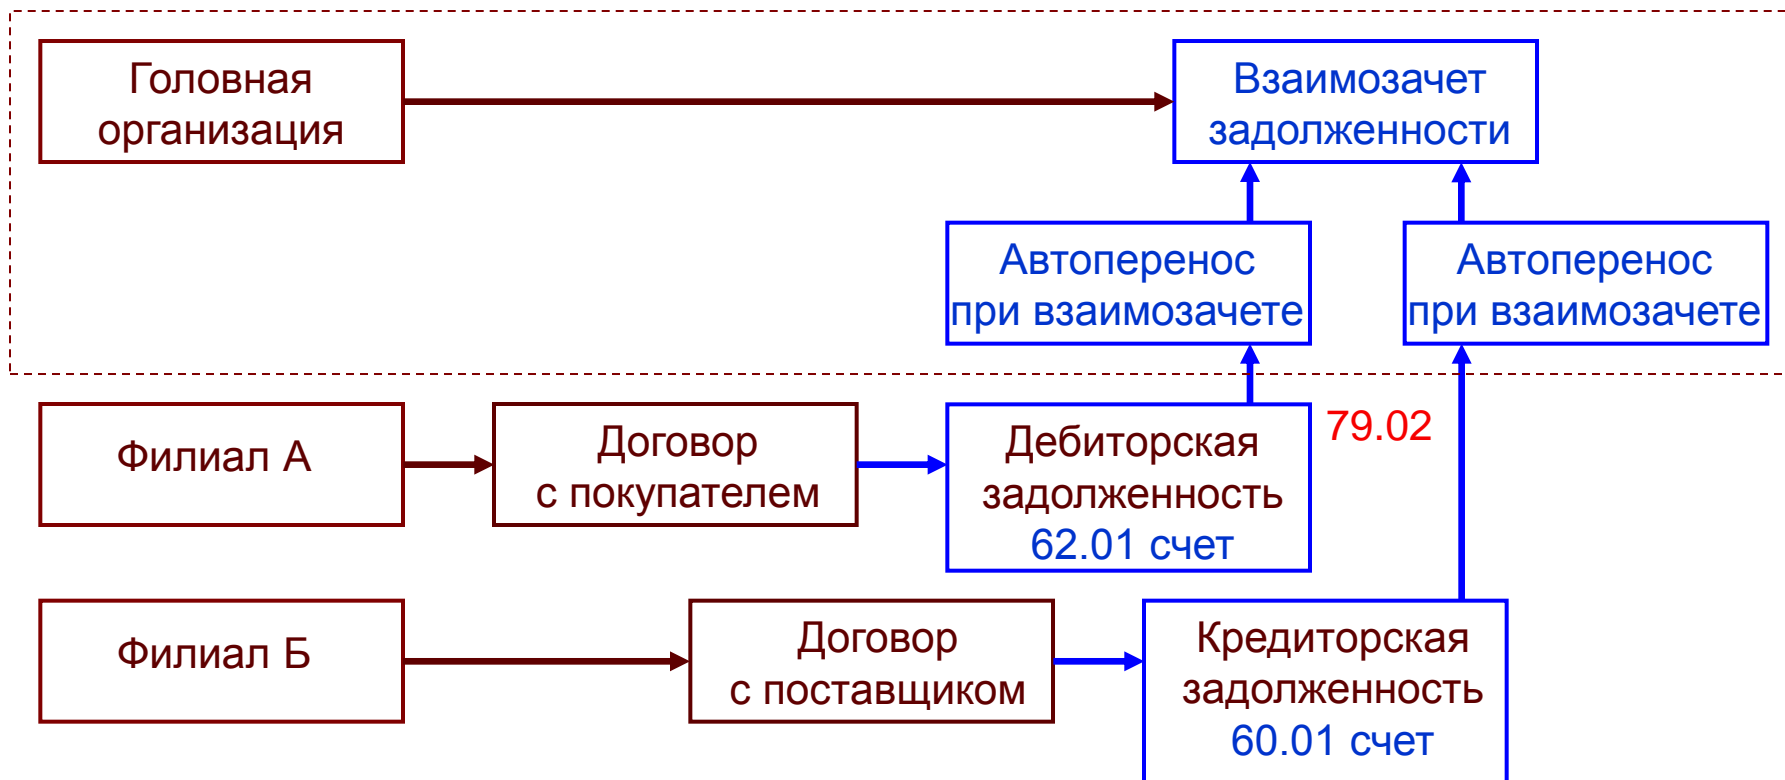 Головная
организация
Взаимозачет
задолженности
Автоперенос
при взаимозачете
Автоперенос
при взаимозачете
Филиал А
Договор
с покупателем
Дебиторская
задолженность
62.01 счет
79.02
Филиал Б
Договор
с поставщиком
Кредиторская
задолженность
60.01 счет